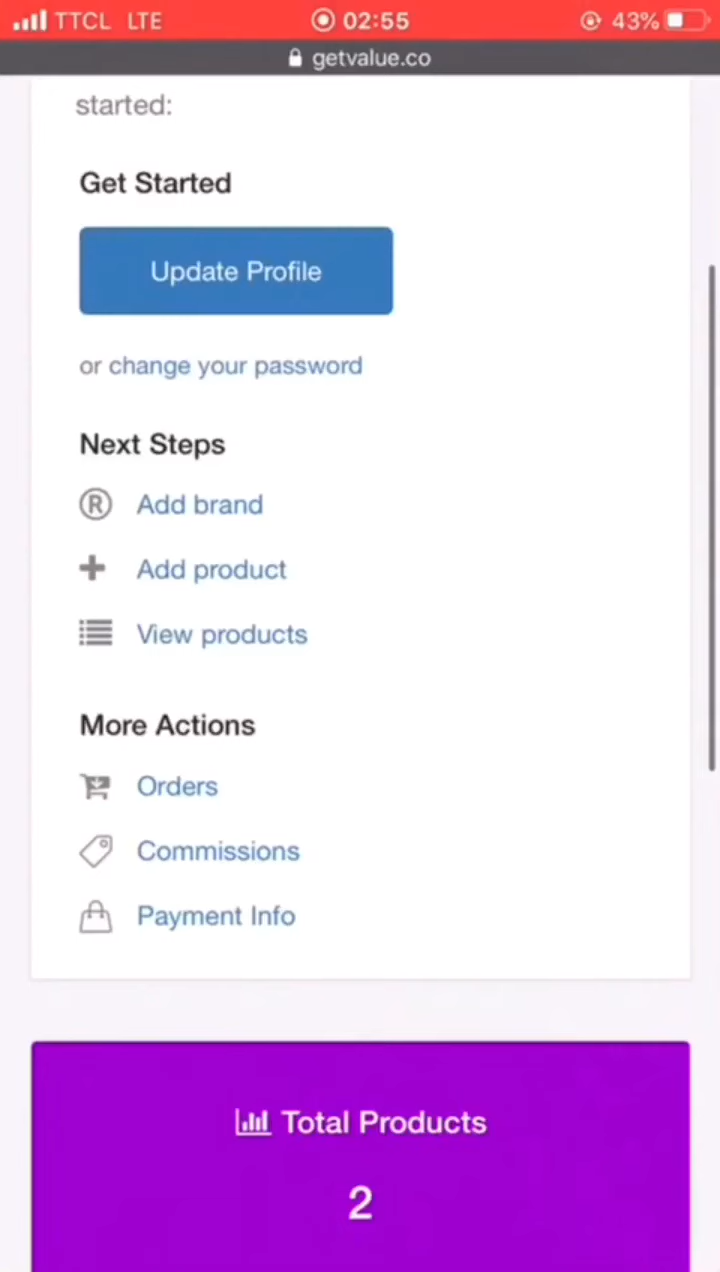 TTCL LTE 02:55 43%
getvalue.co
started:
Get Started
Update Profile
or change your password
Next Steps
Add brand
Add product
View products
More Actions
Orders
Commissions
Payment Info
Total Products
2